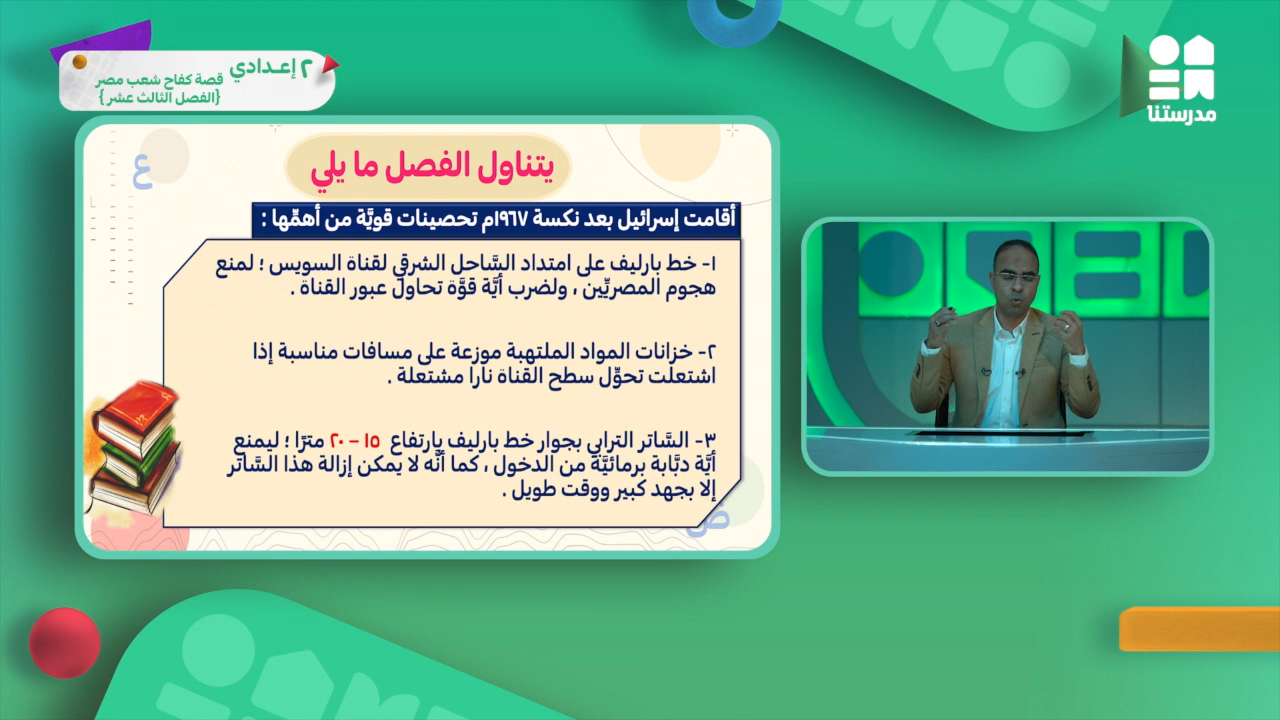 ٢ إعـدادي
قصة كفاح شعب مصر
{الفصل الثالث عشر}
مدرستنا
يتناول الفصل ما يلي
ع
أقامت إسرائيل بعد نكسة ١٩٦٧م تحصينات قويَّة من أهمِّها :
١- خط بارليف على امتداد السَّاحل الشرقي لقناة السويس ؛ لمنع
هجوم المصريِّين ، ولضرب أيَّة قوَّة تحاول عبور القناة .
٢- خزانات المواد الملتهبة موزعة على مسافات مناسبة إذا
اشتعلت تحوِّل سطح القناة نارا مشتعلة .
٣- السَّاتر الترابي بجوار خط بارليف بارتفاع ١٥ – ٢٠ مترًا ؛ ليمنع
أيَّة دبَّابة برمائيَّة من الدخول ، كما أنَّه لا يمكن إزالة هذا السَّاتر
إلا بجهد كبير ووقت طويل .
ض